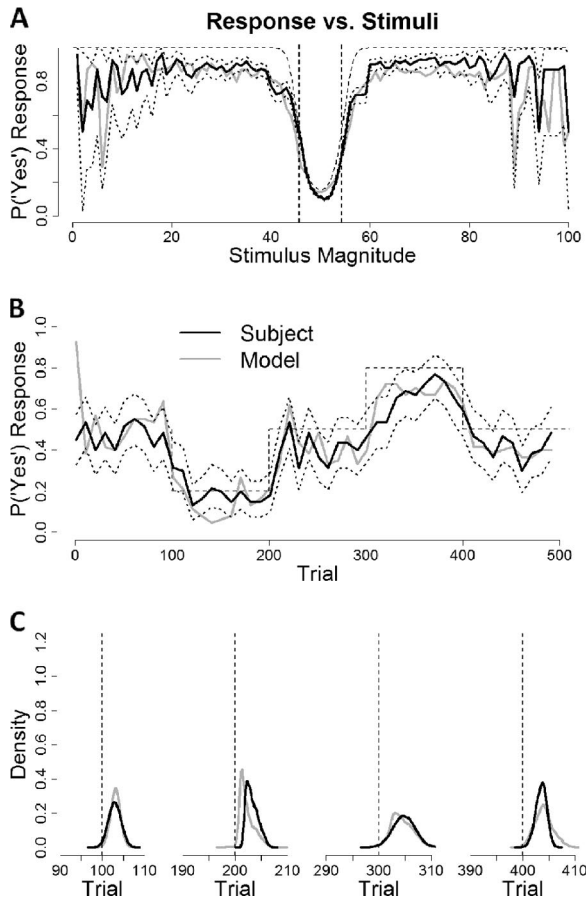 A
Response vs. Stimuli
P('Yes') Response
0.0 0.4 0.8
0 20 40 60 80 100
Stimulus Magnitude
B
Subject
Model
P('Yes') Response
0.0 0.2 0.4 0.6 0.8 1.0
0 100 200 300 400 500
Trial
C
Density
0.0 0.2 0.4 0.6 0.8 1.0 1.2
90 100 110
190 200 210
290 300 310
390 400 410
Trial Trial Trial Trial